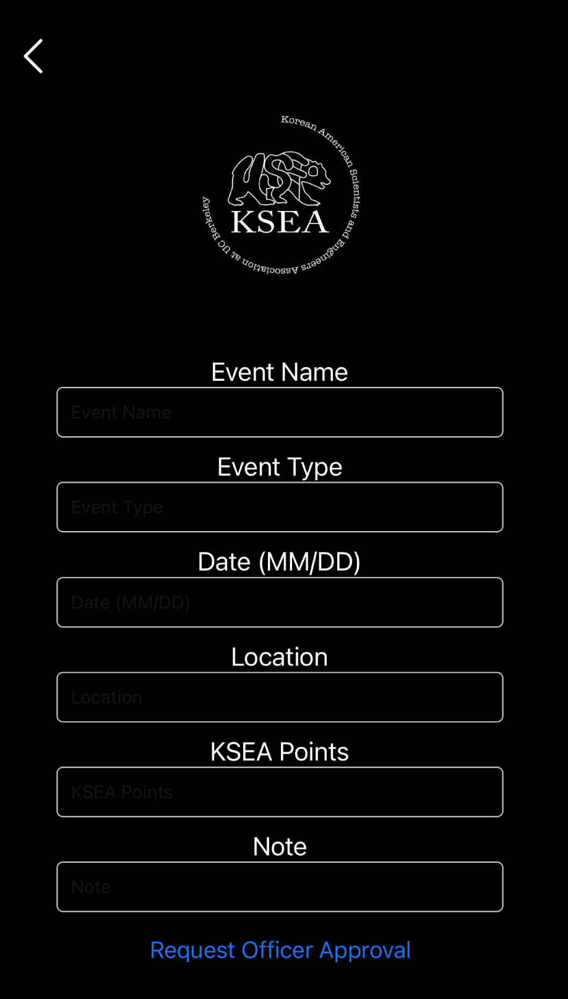 Korean American Scientists and Engineers Association at UC Berkeley
KSEA
Event Name
Event Name
Event Type
Event Type
Date (MM/DD)
Date (MM/DD)
Location
Location
KSEA Points
KSEA Points
Note
Note
Request Officer Approval